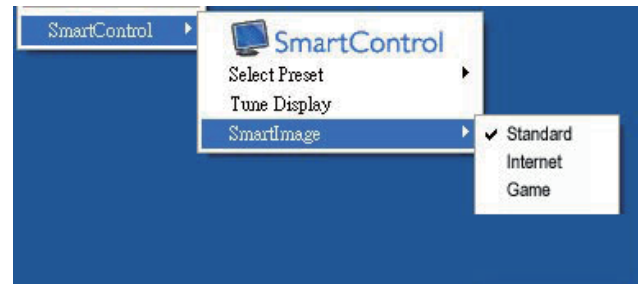 SmartControl
SmartControl
Select Preset
Tune Display
SmartImage
Standard
Internet
Game